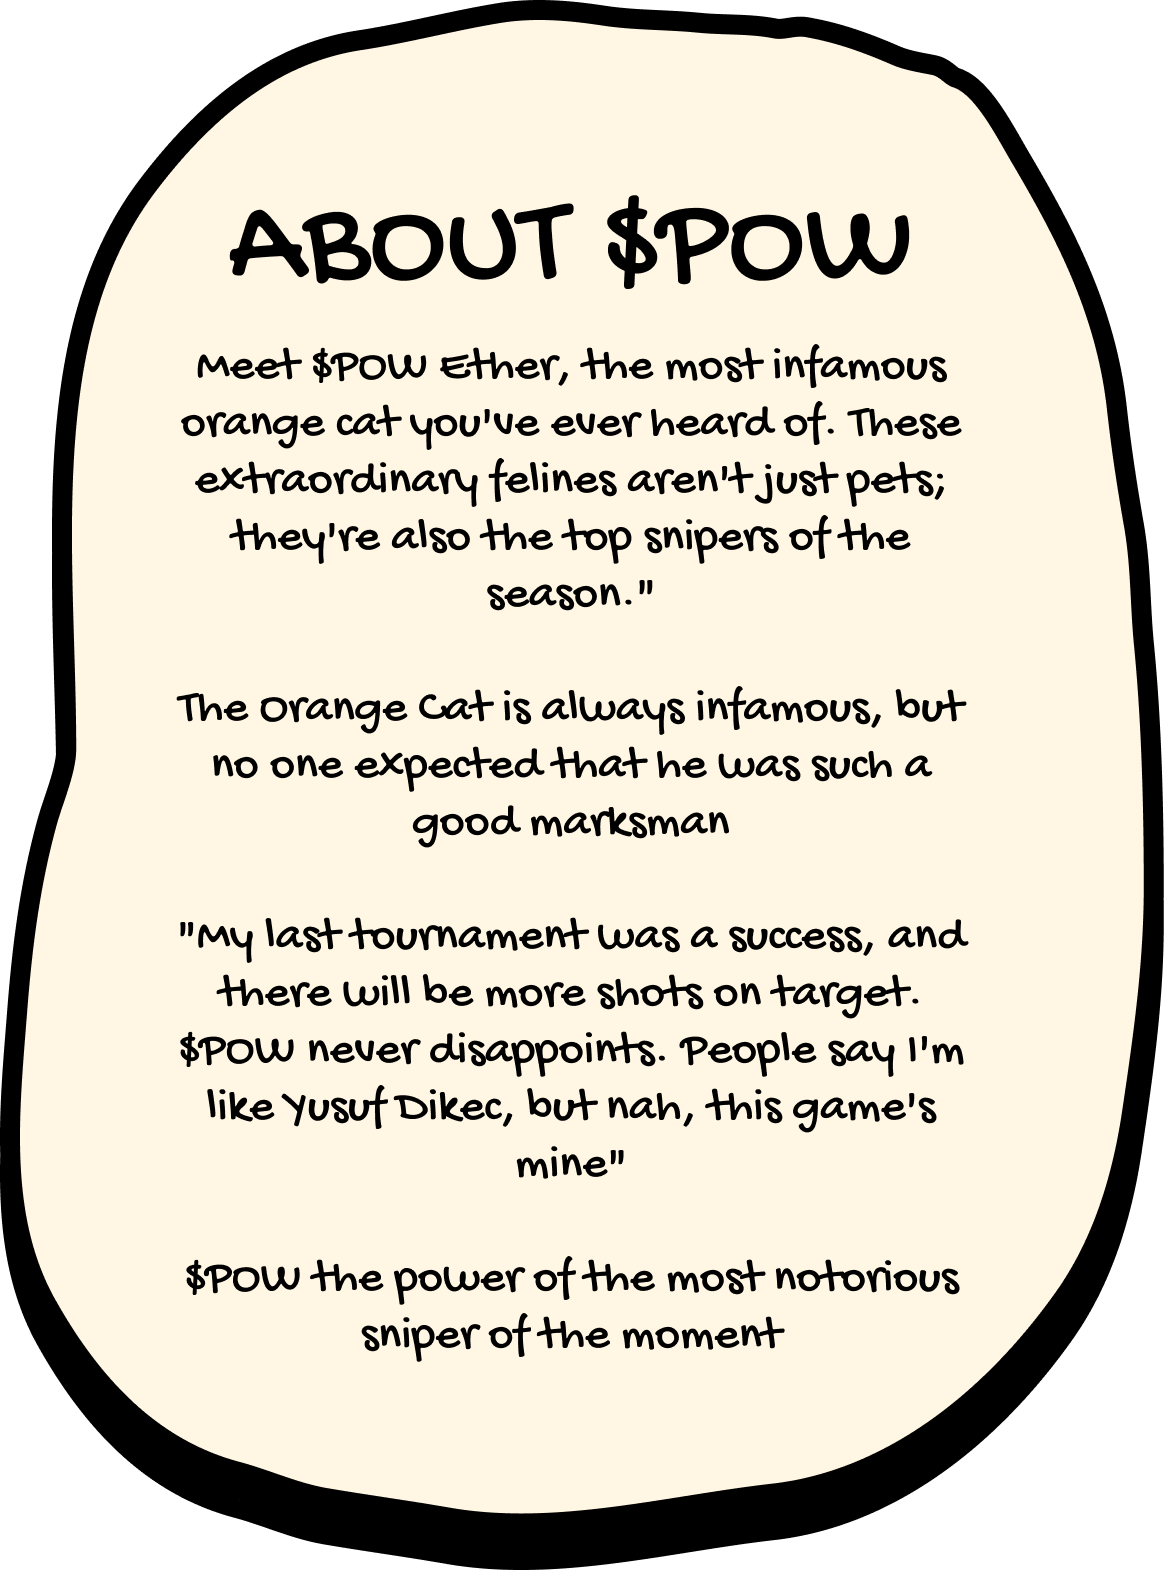 ABOUT $POW
Meet $POW Ether, the most infamous
orange cat you've ever heard of. These
extraordinary felines aren't just pets;
they're also the top snipers of the
season."
The Orange Cat is always infamous, but
no one expected that he was such a
good marksman
"My last tournament was a success, and
there will be more shots on target.
$POW never disappoints. People say I'm
like Yusuf Dikec, but nah, this game's
mine"
$POW the power of the most notorious
sniper of the moment